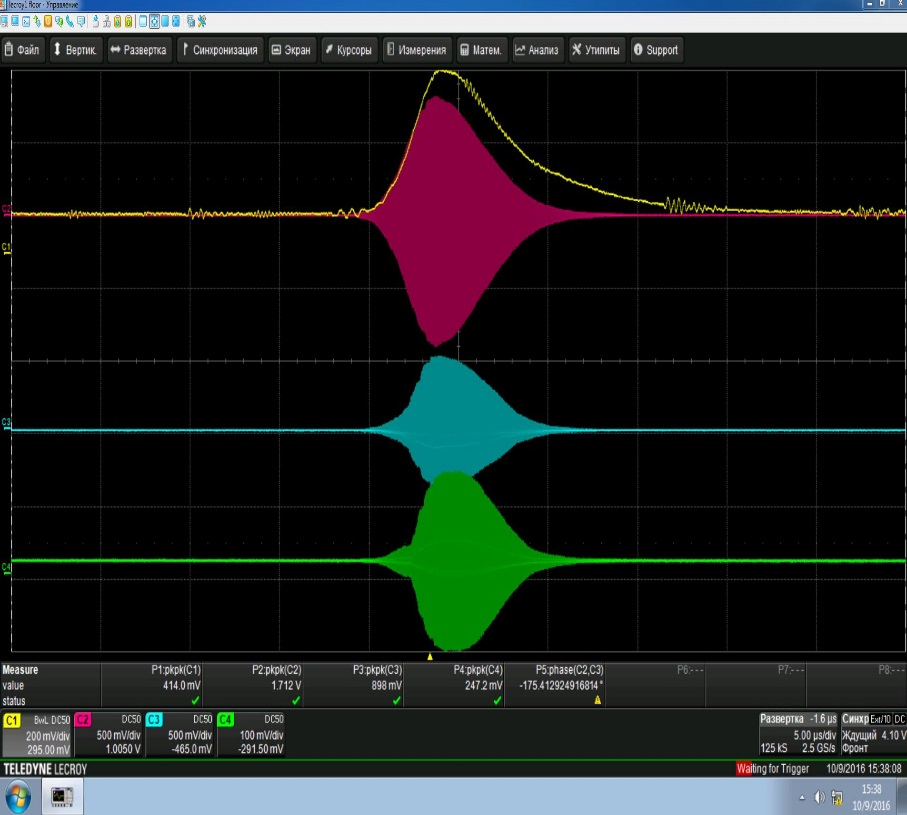 lecroy1 floor - Управление
Файл Вертик. Развертка Синхронизация Экран Курсоры Измерения Матем. Анализ Утилиты Support
C2
C1
C3
C4
Measure P1:pkpk(C1) P2:pkpk(C2) P3:pkpk(C3) P4:pkpk(C4) P5:phase(C2,C3) P6:--- P7:--- P8:---
value 414.0 mV 1.712 V 898 mV 247.2 mV -175.412924916814 °
status
C1 BwL DC50 C2 DC50 C3 DC50 C4 DC50 Развертка -1.6 µs Синхр Ext/10 DC
200 mV/div 500 mV/div 500 mV/div 100 mV/div 5.00 µs/div Ждущий 4.10 V
295.00 mV 1.0050 V -465.0 mV -291.50 mV 125 kS 2.5 GS/s Фронт
TELEDYNE LECROY Waiting for Trigger 10/9/2016 15:38:08
15:38
10/9/2016